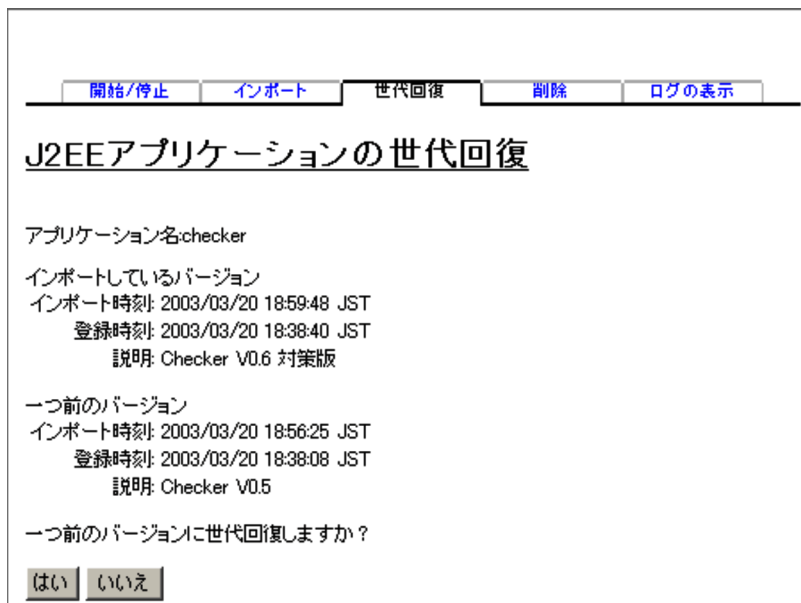 開始/停止 インポート 世代回復 削除 ログの表示
J2EEアプリケーションの世代回復
アプリケーション名:checker
インポートしているバージョン
インポート時刻: 2003/03/20 18:59:48 JST
登録時刻: 2003/03/20 18:38:40 JST
説明: Checker V0.6 対策版
一つ前のバージョン
インポート時刻: 2003/03/20 18:56:25 JST
登録時刻: 2003/03/20 18:38:08 JST
説明: Checker V0.5
一つ前のバージョンに世代回復しますか？
はい いいえ